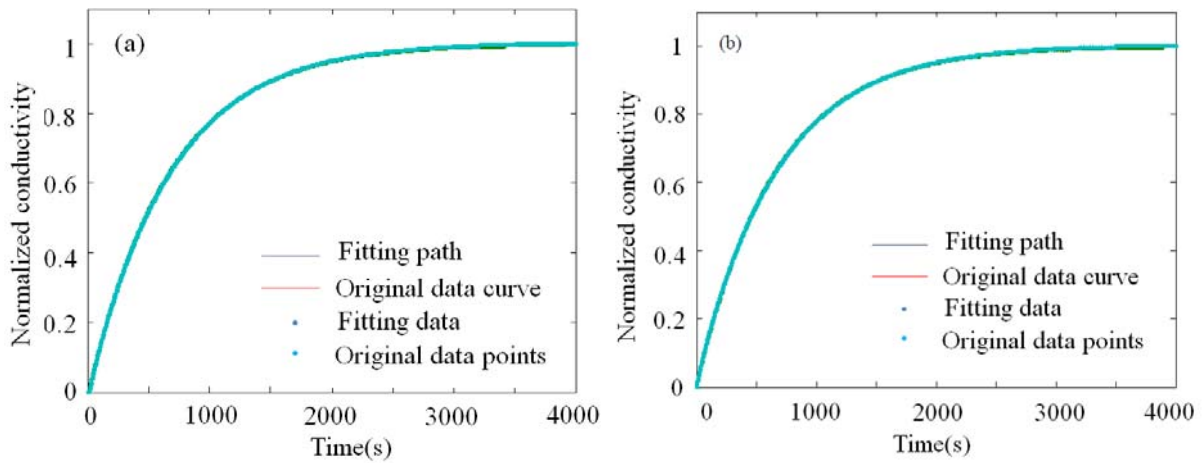 (a)
Normalized conductivity
1
0.8
0.6
0.4
0.2
0
Fitting path
Original data curve
Fitting data
Original data points
0 1000 2000 3000 4000
Time(s)
(b)
Normalized conductivity
1
0.8
0.6
0.4
0.2
0
Fitting path
Original data curve
Fitting data
Original data points
0 1000 2000 3000 4000
Time(s)